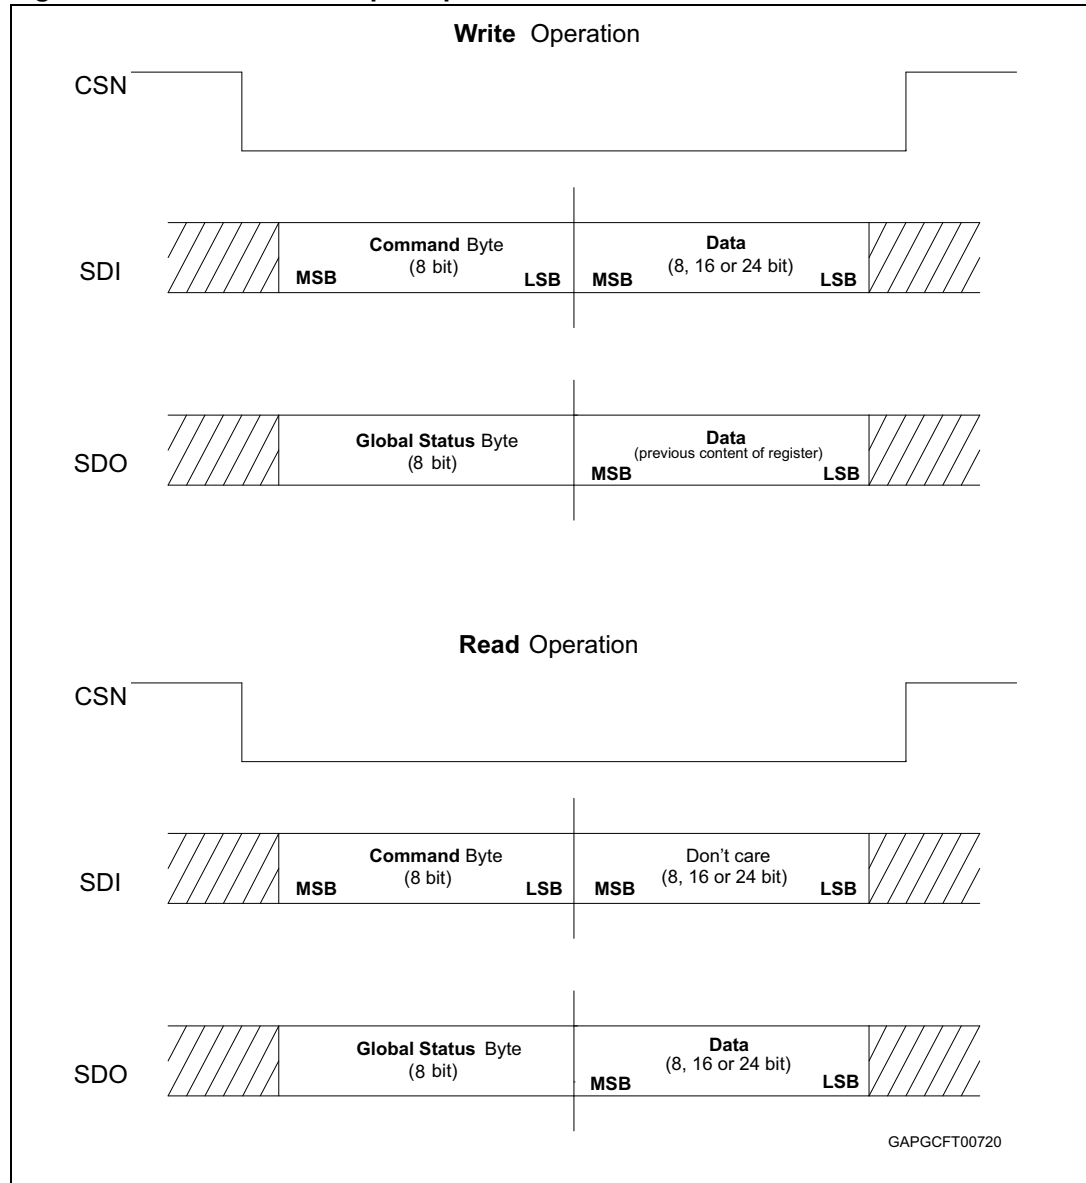 Write Operation
CSN
SDI
Command Byte
(8 bit)
MSB
LSB
Data
(8, 16 or 24 bit)
MSB
LSB
SDO
Global Status Byte
(8 bit)
Data
(previous content of register)
MSB
LSB
Read Operation
CSN
SDI
Command Byte
(8 bit)
MSB
LSB
Don't care
(8, 16 or 24 bit)
MSB
LSB
SDO
Global Status Byte
(8 bit)
Data
(8, 16 or 24 bit)
MSB
LSB
GAPGCFT00720